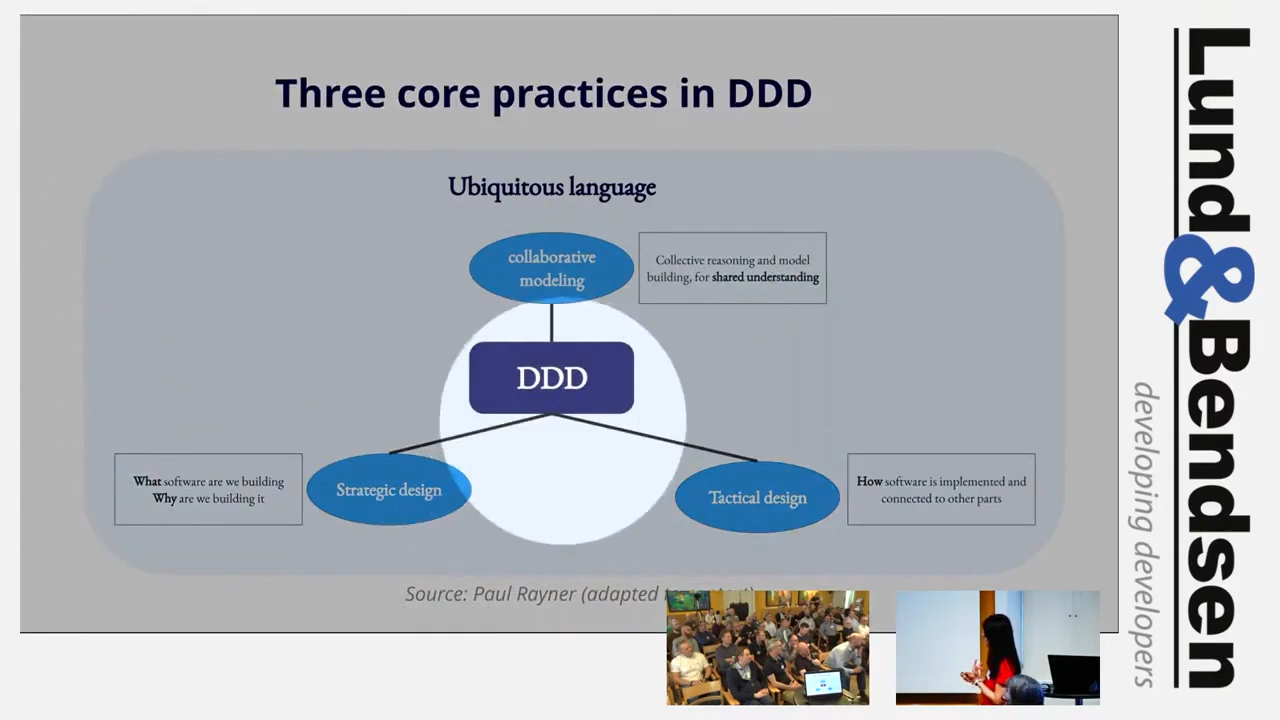 Three core practices in DDD
Ubiquitous language
collaborative
modeling
Collective reasoning and model
building, for shared understanding
DDD
What software are we building
Why are we building it
Strategic design
Tactical design
How software is implemented and
connected to other parts
Source: Paul Rayner (adapted
Lund&Bendsen
developing developers